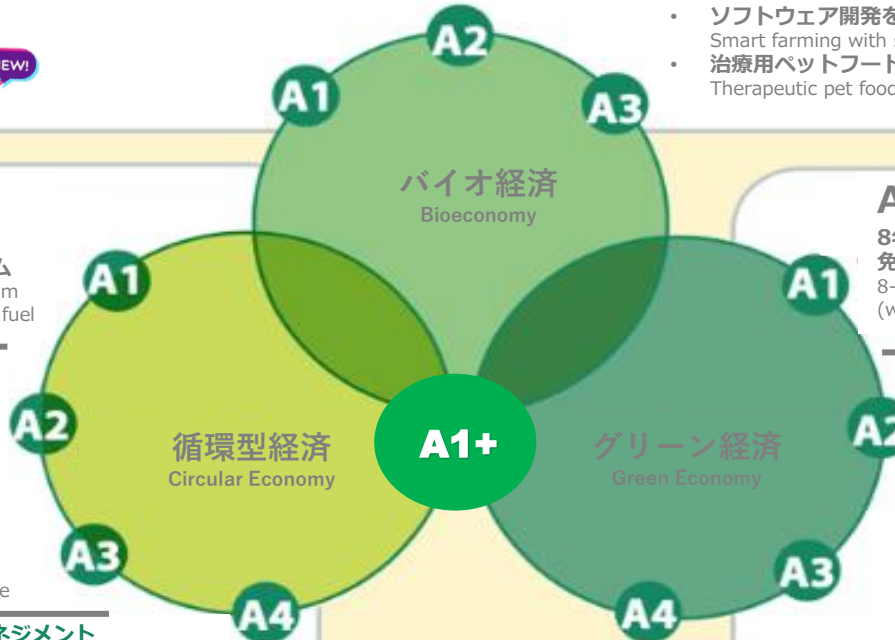 • ソフトウェア開発を
Smart farming with
• 治療用ペットフード
Therapeutic pet food
EW!
A2
A1
A3
バイオ経済
Bioeconomy
A
8
発
8-
(w
ム
m
fuel
A1
A1
A2
A2
循環型経済
Circular Economy
A1+
グリーン経済
Green Economy
A3
A3
e
A4
A4
ネジメント